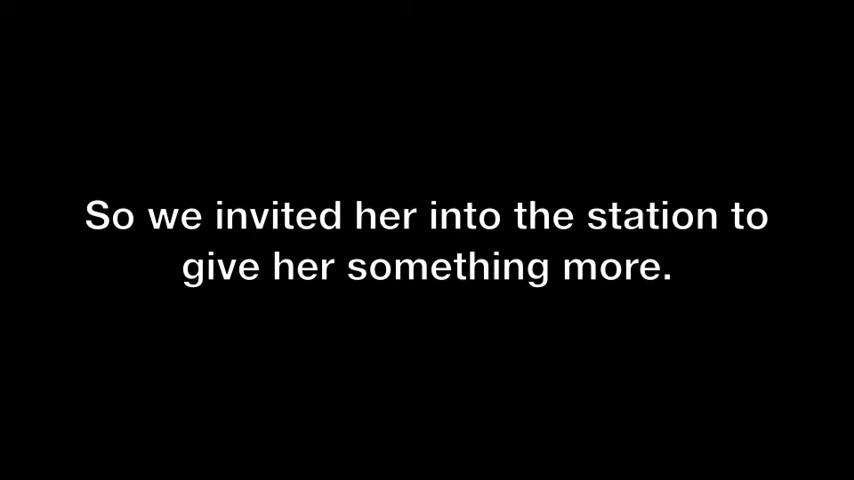 So we invited her into the station to
give her something more.